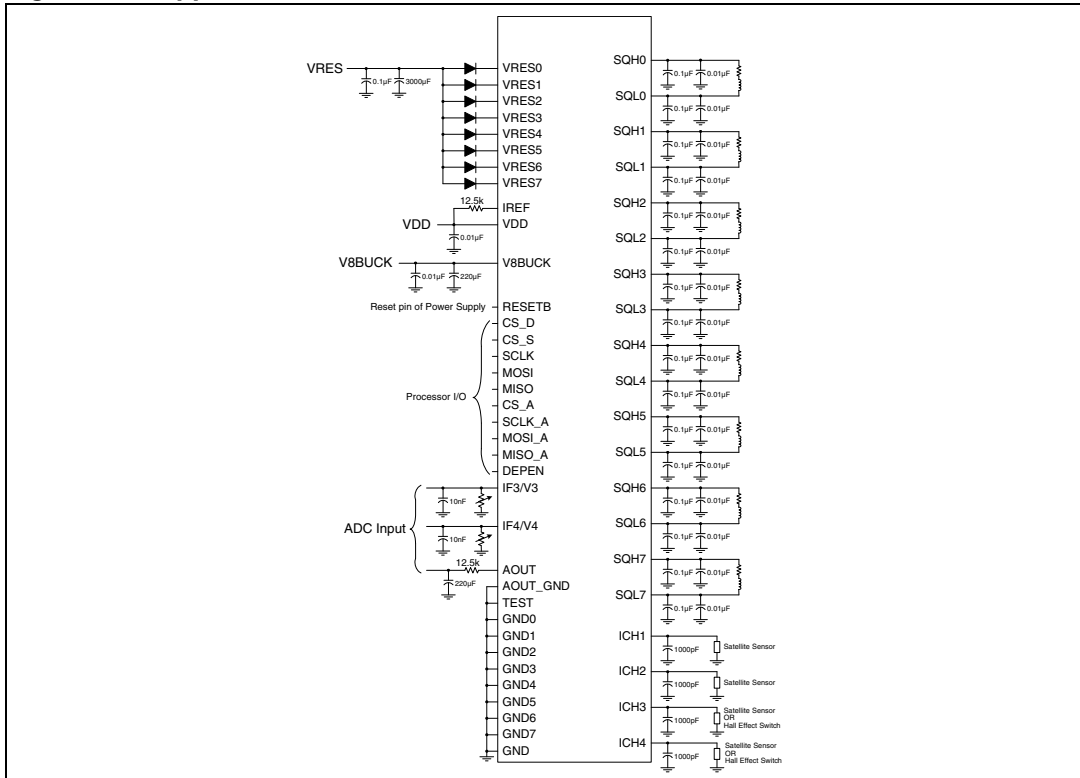 VRES
0.1µF
3000µF
VRES0
VRES1
VRES2
VRES3
VRES4
VRES5
VRES6
VRES7
12.5k
IREF
VDD
VDD
0.01µF
V8BUCK
V8BUCK
0.01µF
220µF
Reset pin of Power Supply
RESETB
CS_D
CS_S
SCLK
MOSI
MISO
Processor I/O
CS_A
SCLK_A
MOSI_A
MISO_A
DEPEN
IF3/V3
10nF
ADC Input
IF4/V4
10nF
12.5k
AOUT
220µF
AOUT_GND
TEST
GND0
GND1
GND2
GND3
GND4
GND5
GND6
GND7
GND
SQH0
0.1µF
0.01µF
SQL0
0.1µF
0.01µF
SQH1
0.1µF
0.01µF
SQL1
0.1µF
0.01µF
SQH2
0.1µF
0.01µF
SQL2
0.1µF
0.01µF
SQH3
0.1µF
0.01µF
SQL3
0.1µF
0.01µF
SQH4
0.1µF
0.01µF
SQL4
0.1µF
0.01µF
SQH5
0.1µF
0.01µF
SQL5
0.1µF
0.01µF
SQH6
0.1µF
0.01µF
SQL6
0.1µF
0.01µF
SQH7
0.1µF
0.01µF
SQL7
0.1µF
0.01µF
ICH1
1000pF
Satellite Sensor
ICH2
1000pF
Satellite Sensor
ICH3
1000pF
Satellite Sensor
OR
Hall Effect Switch
ICH4
1000pF
Satellite Sensor
OR
Hall Effect Switch